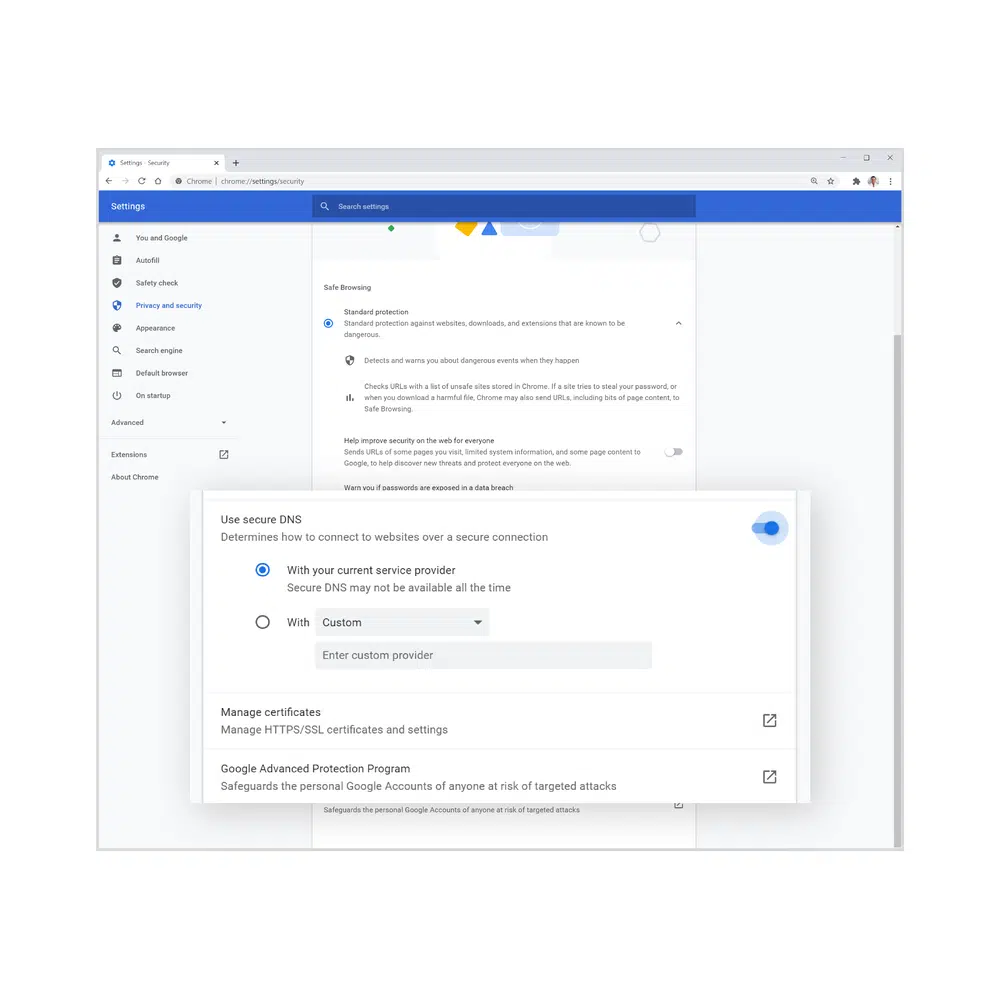 Settings - Security
Chrome | chrome://settings/security
Settings
Search settings
You and Google
Autofill
Safety check
Privacy and security
Appearance
Search engine
Default browser
On startup
Advanced
Extensions
About Chrome
Safe Browsing
Standard protection
Standard protection against websites, downloads, and extensions that are known to be
dangerous.
Detects and warns you about dangerous events when they happen
Checks URLs with a list of unsafe sites stored in Chrome. If a site tries to steal your password, or
when you download a harmful file, Chrome may also send URLs, including bits of page content, to
Safe Browsing.
Help improve security on the web for everyone
Sends URLs of some pages you visit, limited system information, and some page content to
Google, to help discover new threats and protect everyone on the web.
Warn you if passwords are exposed in a data breach
Use secure DNS
Determines how to connect to websites over a secure connection
With your current service provider
Secure DNS may not be available all the time
With Custom
Enter custom provider
Manage certificates
Manage HTTPS/SSL certificates and settings
Google Advanced Protection Program
Safeguards the personal Google Accounts of anyone at risk of targeted attacks
Safeguards the personal Google Accounts of anyone at risk of targeted attacks